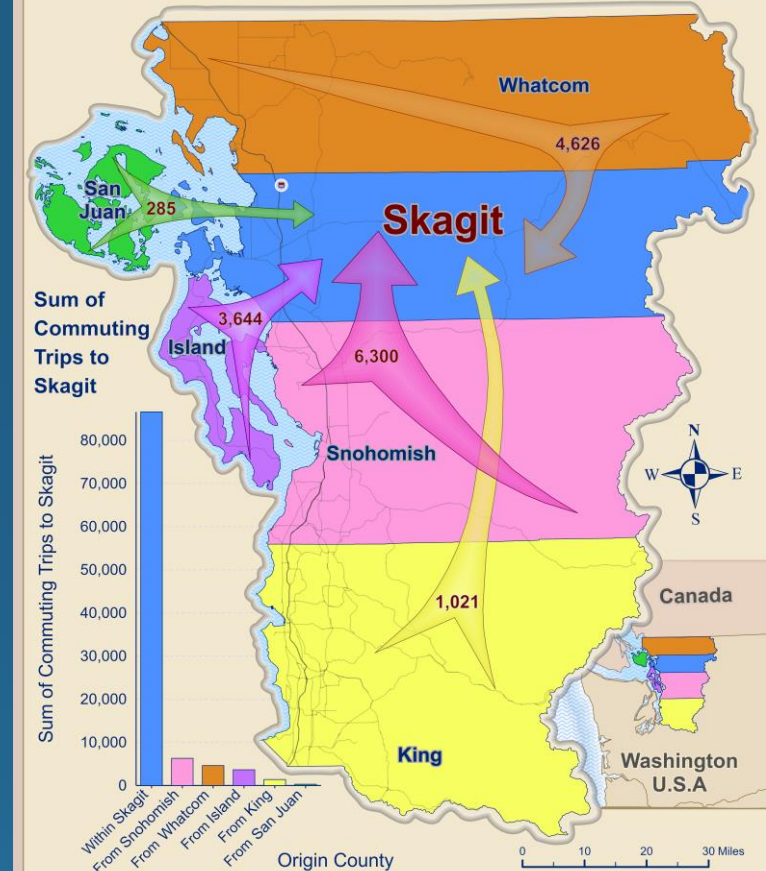 Whatcom
4,626
San
Juan
285
Skagit
Sum of
Commuting
Trips to
Skagit
3,644
Island
6,300
Snohomish
N
W
E
S
1,021
Canada
King
Washington
U.S.A
Sum of Commuting Trips to Skagit
80,000
70,000
60,000
50,000
40,000
30,000
20,000
10,000
0
Within Skagit
From Snohomish
From Whatcom
From Island
From King
From San Juan
Origin County
0 10 20 30 Miles